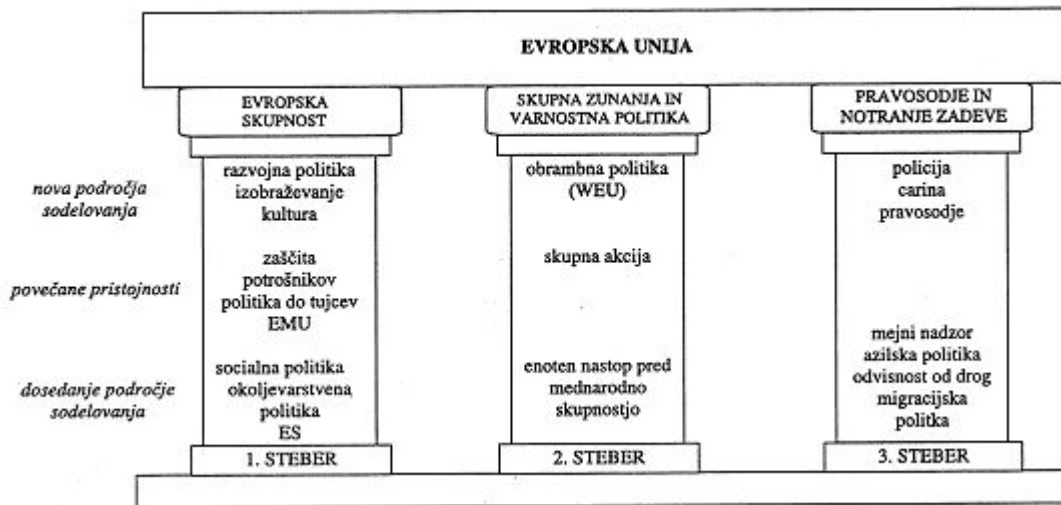 EVROPSKA UNIJA
EVROPSKA
SKUPNOST
SKUPNA ZUNANJA IN
VARNOSTNA POLITIKA
PRAVOSODJE IN
NOTRANJE ZADEVE
nova področja
sodelovanja
razvojna politika
izobraževanje
kultura
obrambna politika
(WEU)
policija
carina
pravosodje
povečane pristojnosti
zaščita
potrošnikov
politika do tujcev
EMU
skupna akcija
dosedanje področje
sodelovanja
socialna politika
okoljevarstvena
politika
ES
enoten nastop pred
mednarodno
skupnostjo
mejni nadzor
azilska politika
odvisnost od drog
migracijska
politka
1. STEBER
2. STEBER
3. STEBER